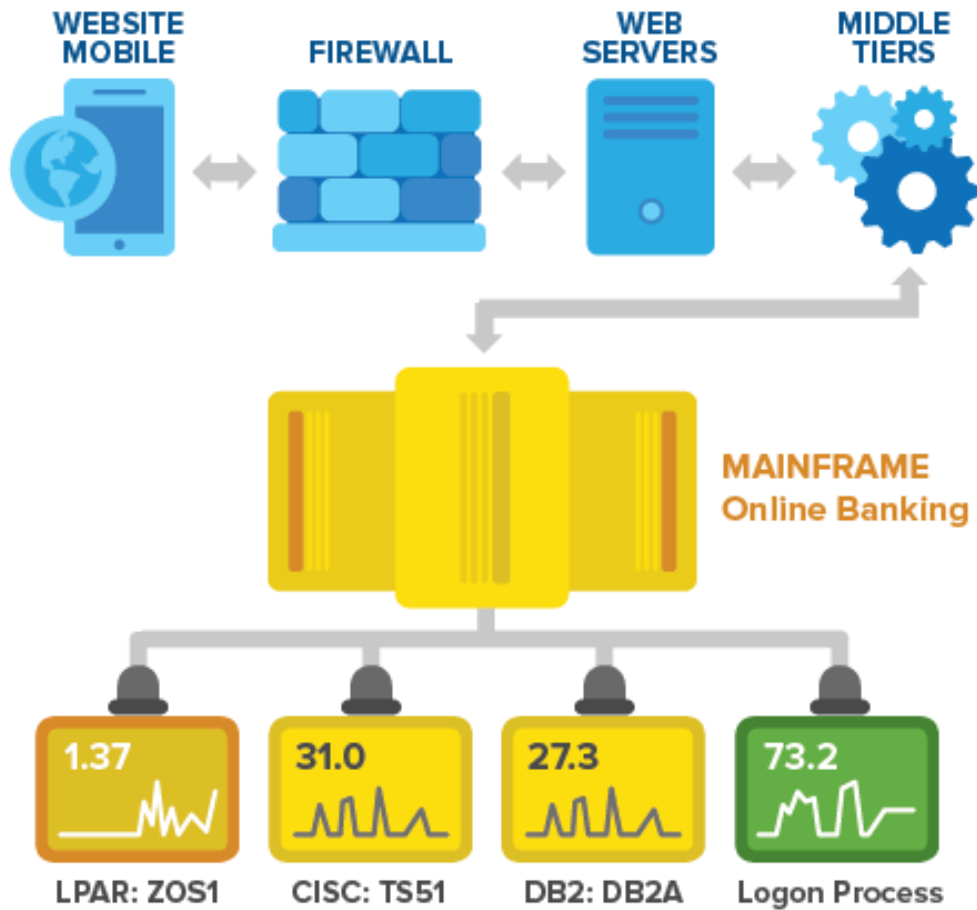 WEBSITE
MOBILE
FIREWALL
WEB
SERVERS
MIDDLE
TIERS
MAINFRAME
Online Banking
1.37
31.0
27.3
73.2
LPAR: ZOS1
CISC: TS51
DB2: DB2A
Logon Process